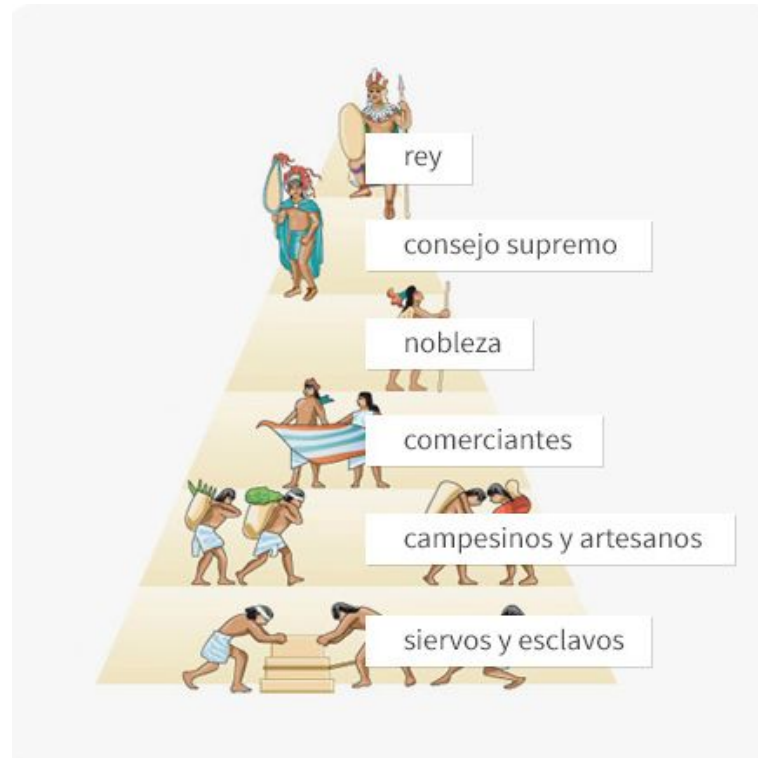 rey
consejo supremo
nobleza
comerciantes
campesinos y artesanos
siervos y esclavos